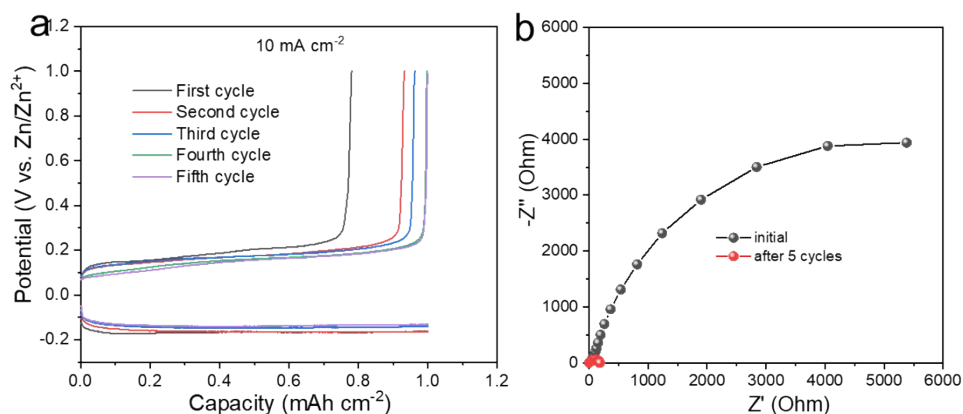 a
10 mA cm⁻²
First cycle
Second cycle
Third cycle
Fourth cycle
Fifth cycle
Potential (V vs. Zn/Zn²⁺)
1.2
1.0
0.8
0.6
0.4
0.2
0.0
-0.2
0.0 0.2 0.4 0.6 0.8 1.0 1.2
Capacity (mAh cm⁻²)
b
-Z'' (Ohm)
6000
5000
4000
3000
2000
1000
0
initial
after 5 cycles
0 1000 2000 3000 4000 5000 6000
Z' (Ohm)